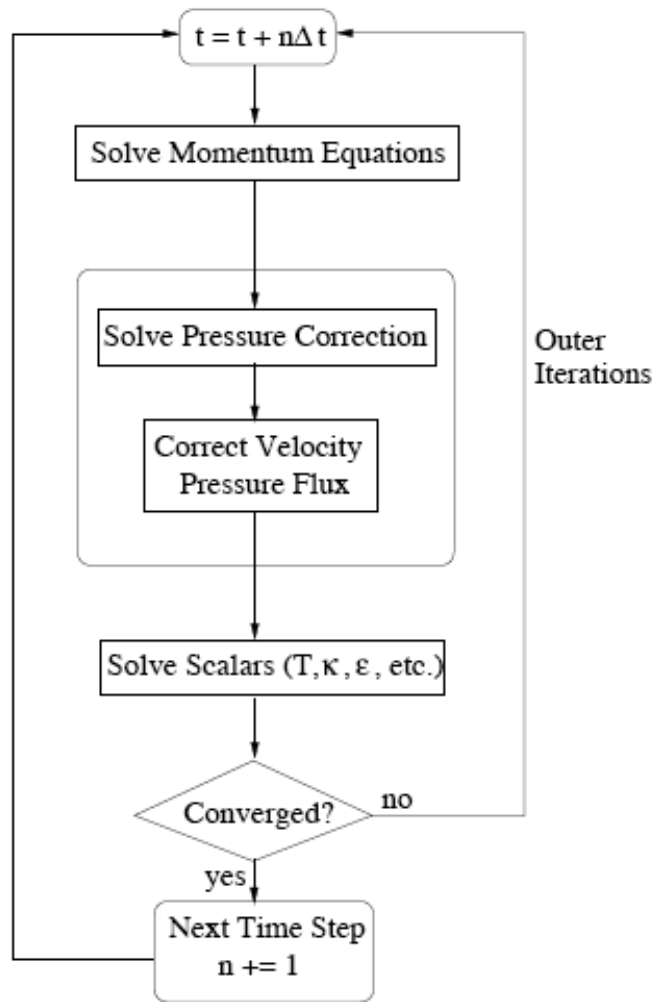 t = t + nΔt
Solve Momentum Equations
Solve Pressure Correction
Outer
Iterations
Correct Velocity
Pressure Flux
Solve Scalars (T, κ, ε, etc.)
Converged?
no
yes
Next Time Step
n += 1